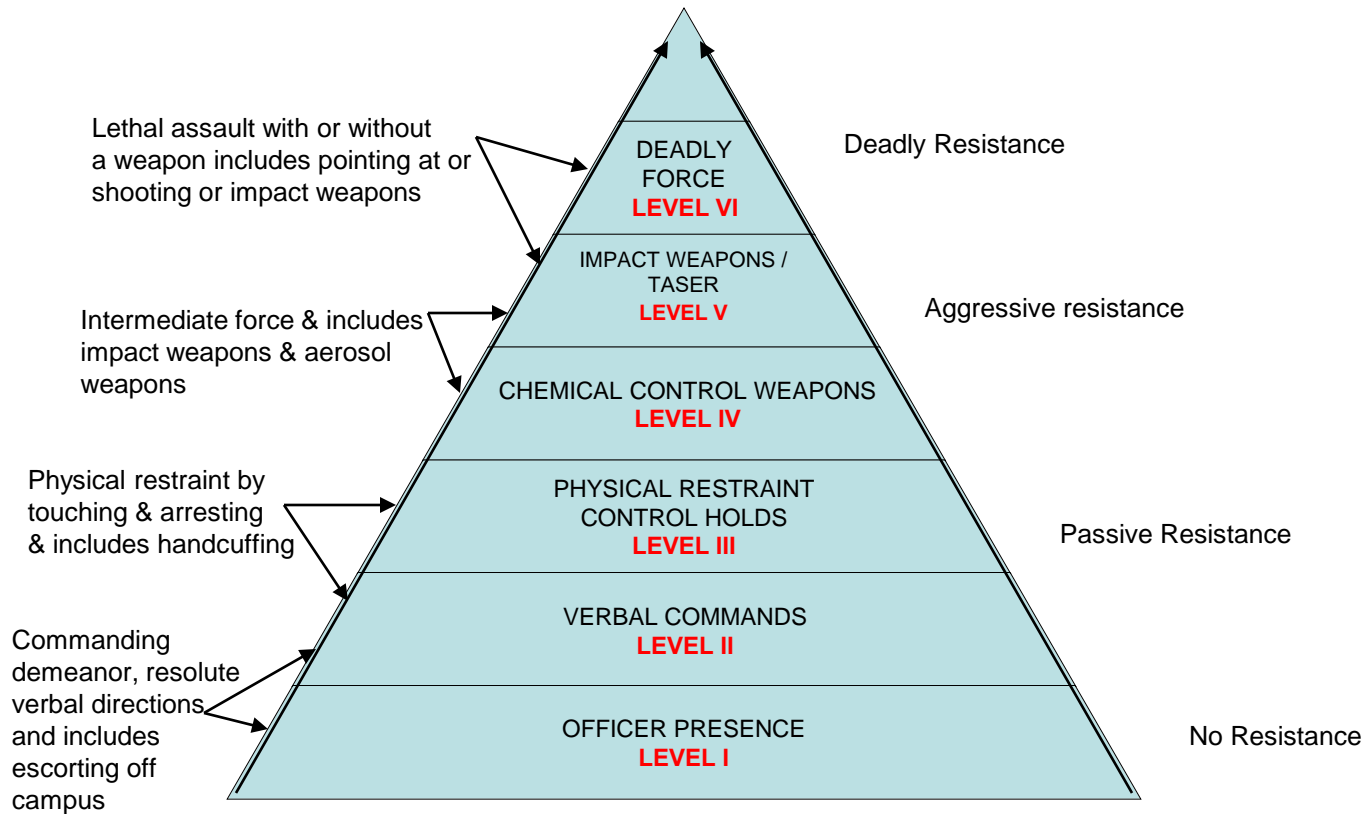 Lethal assault with or without
a weapon includes pointing at or
shooting or impact weapons
DEADLY
FORCE
LEVEL VI
Deadly Resistance
IMPACT WEAPONS /
TASER
LEVEL V
Aggressive resistance
Intermediate force & includes
impact weapons & aerosol
weapons
CHEMICAL CONTROL WEAPONS
LEVEL IV
Physical restraint by
touching & arresting
& includes handcuffing
PHYSICAL RESTRAINT
CONTROL HOLDS
LEVEL III
Passive Resistance
VERBAL COMMANDS
LEVEL II
Commanding
demeanor, resolute
verbal directions
and includes
escorting off
campus
OFFICER PRESENCE
LEVEL I
No Resistance